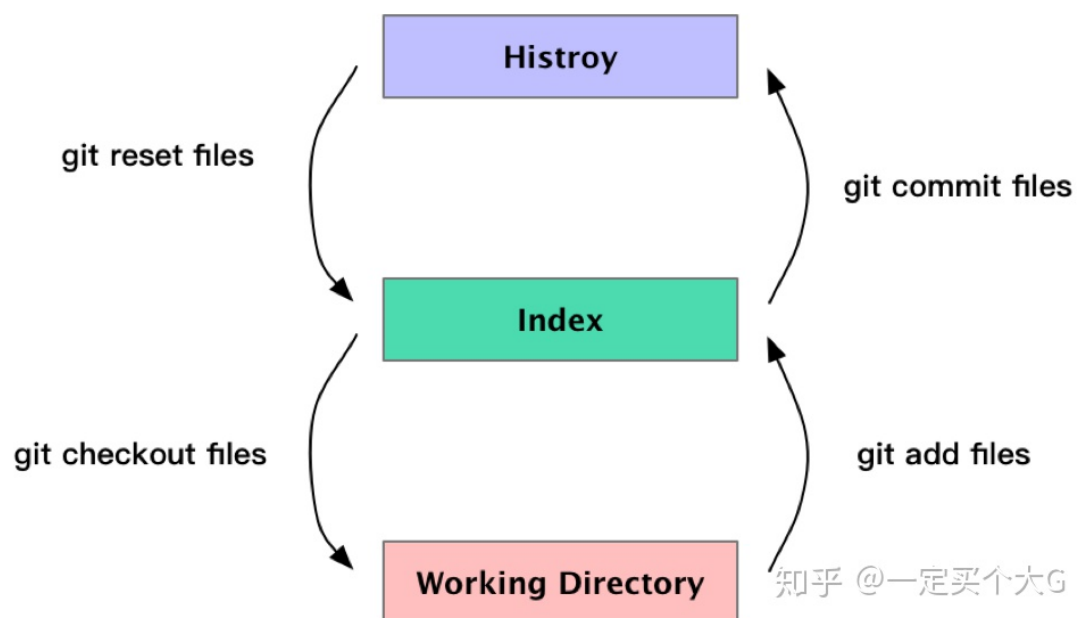 Histroy
git reset files
git commit files
Index
git checkout files
git add files
Working Directory
知乎 @一定买个大G